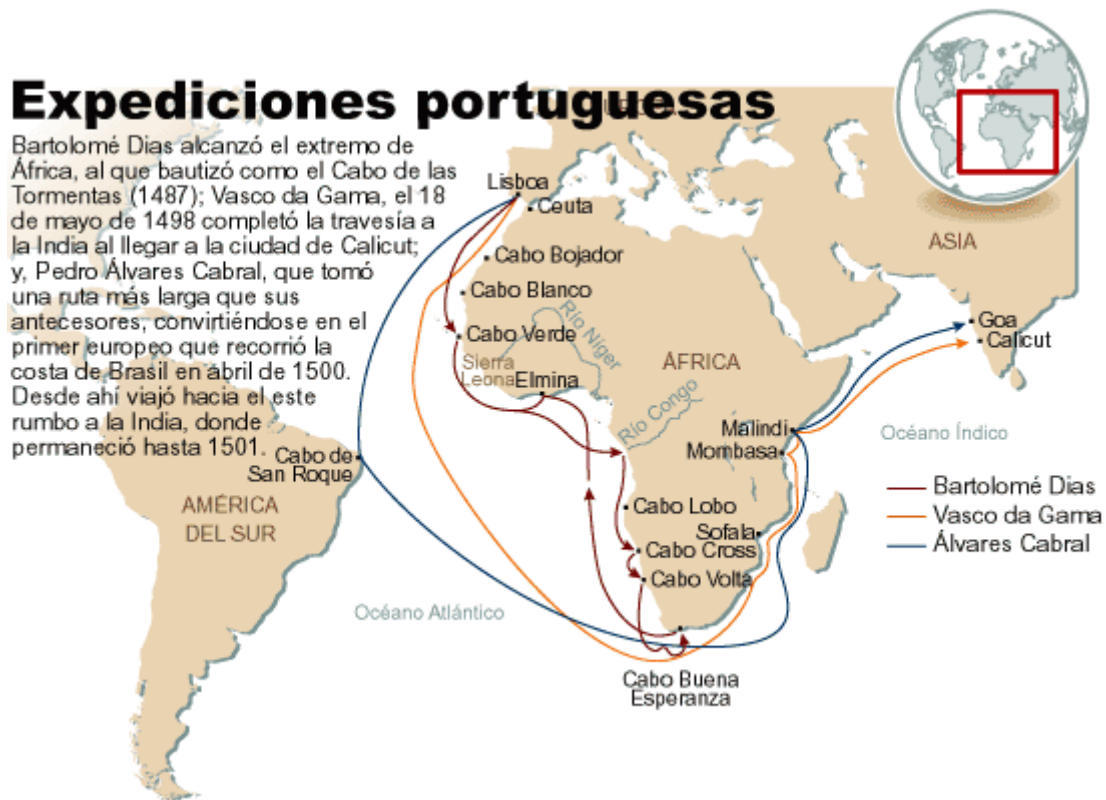 Expediciones portuguesas
Bartolomé Dias alcanzó el extremo de
África, al que bautizó como el Cabo de las
Tormentas (1487); Vasco da Gama, el 18
de mayo de 1498 completó la travesía a
la India al llegar a la ciudad de Calicut;
y, Pedro Álvares Cabral, que tomó
una ruta más larga que sus
antecesores, convirtiéndose en el
primer europeo que recorrió la
costa de Brasil en abril de 1500.
Desde ahí viajó hacia el este
rumbo a la India, donde
permaneció hasta 1501.
Lisboa
Ceuta
Cabo Bojador
Cabo Blanco
Cabo Verde
Río Níger
Sierra
Leona
Elmina
ÁFRICA
Río Congo
ASIA
Goa
Calicut
Malindi
Mombasa
Océano Índico
Cabo de
San Roque
AMÉRICA
DEL SUR
Cabo Lobo
Sofala
Cabo Cross
Cabo Volta
Océano Atlántico
Cabo Buena
Esperanza
Bartolomé Dias
Vasco da Gama
Álvares Cabral